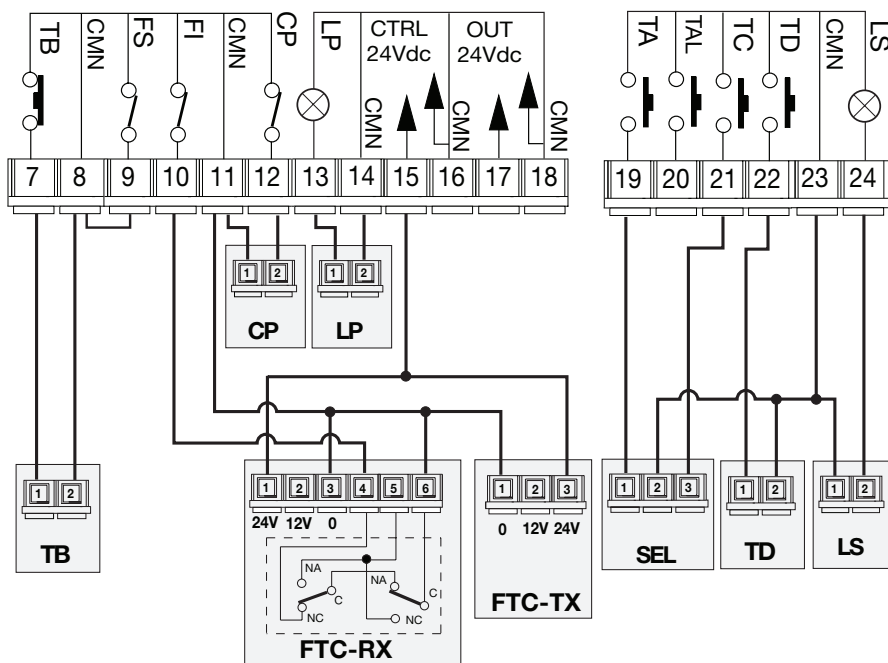 TB CMN FS FI CMN CP LP CTRL 24Vdc OUT 24Vdc
CMN CMN CMN
TA TAL TC TD CMN LS
7 8 9 10 11 12 13 14 15 16 17 18
19 20 21 22 23 24
1 2
CP
1 2
LP
1 2
TB
1 2 3 4 5 6
24V 12V 0
NA NA
C C
NC NC
FTC-RX
1 2 3
0 12V 24V
FTC-TX
1 2 3
SEL
1 2
TD
1 2
LS